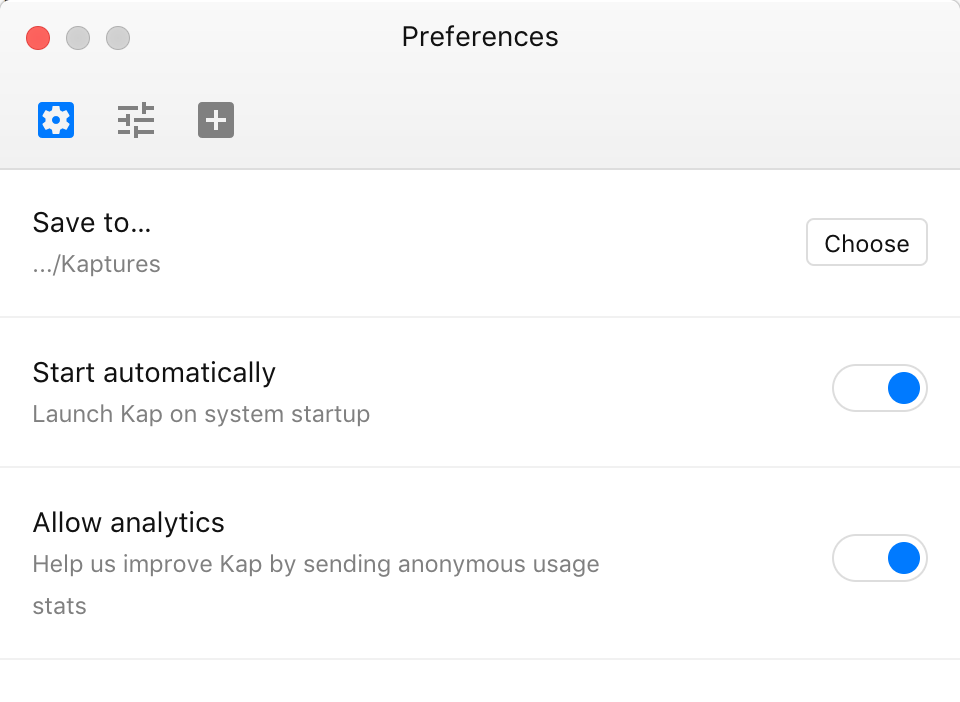 Preferences
Save to...
.../Kaptures
Choose
Start automatically
Launch Kap on system startup
Allow analytics
Help us improve Kap by sending anonymous usage
stats